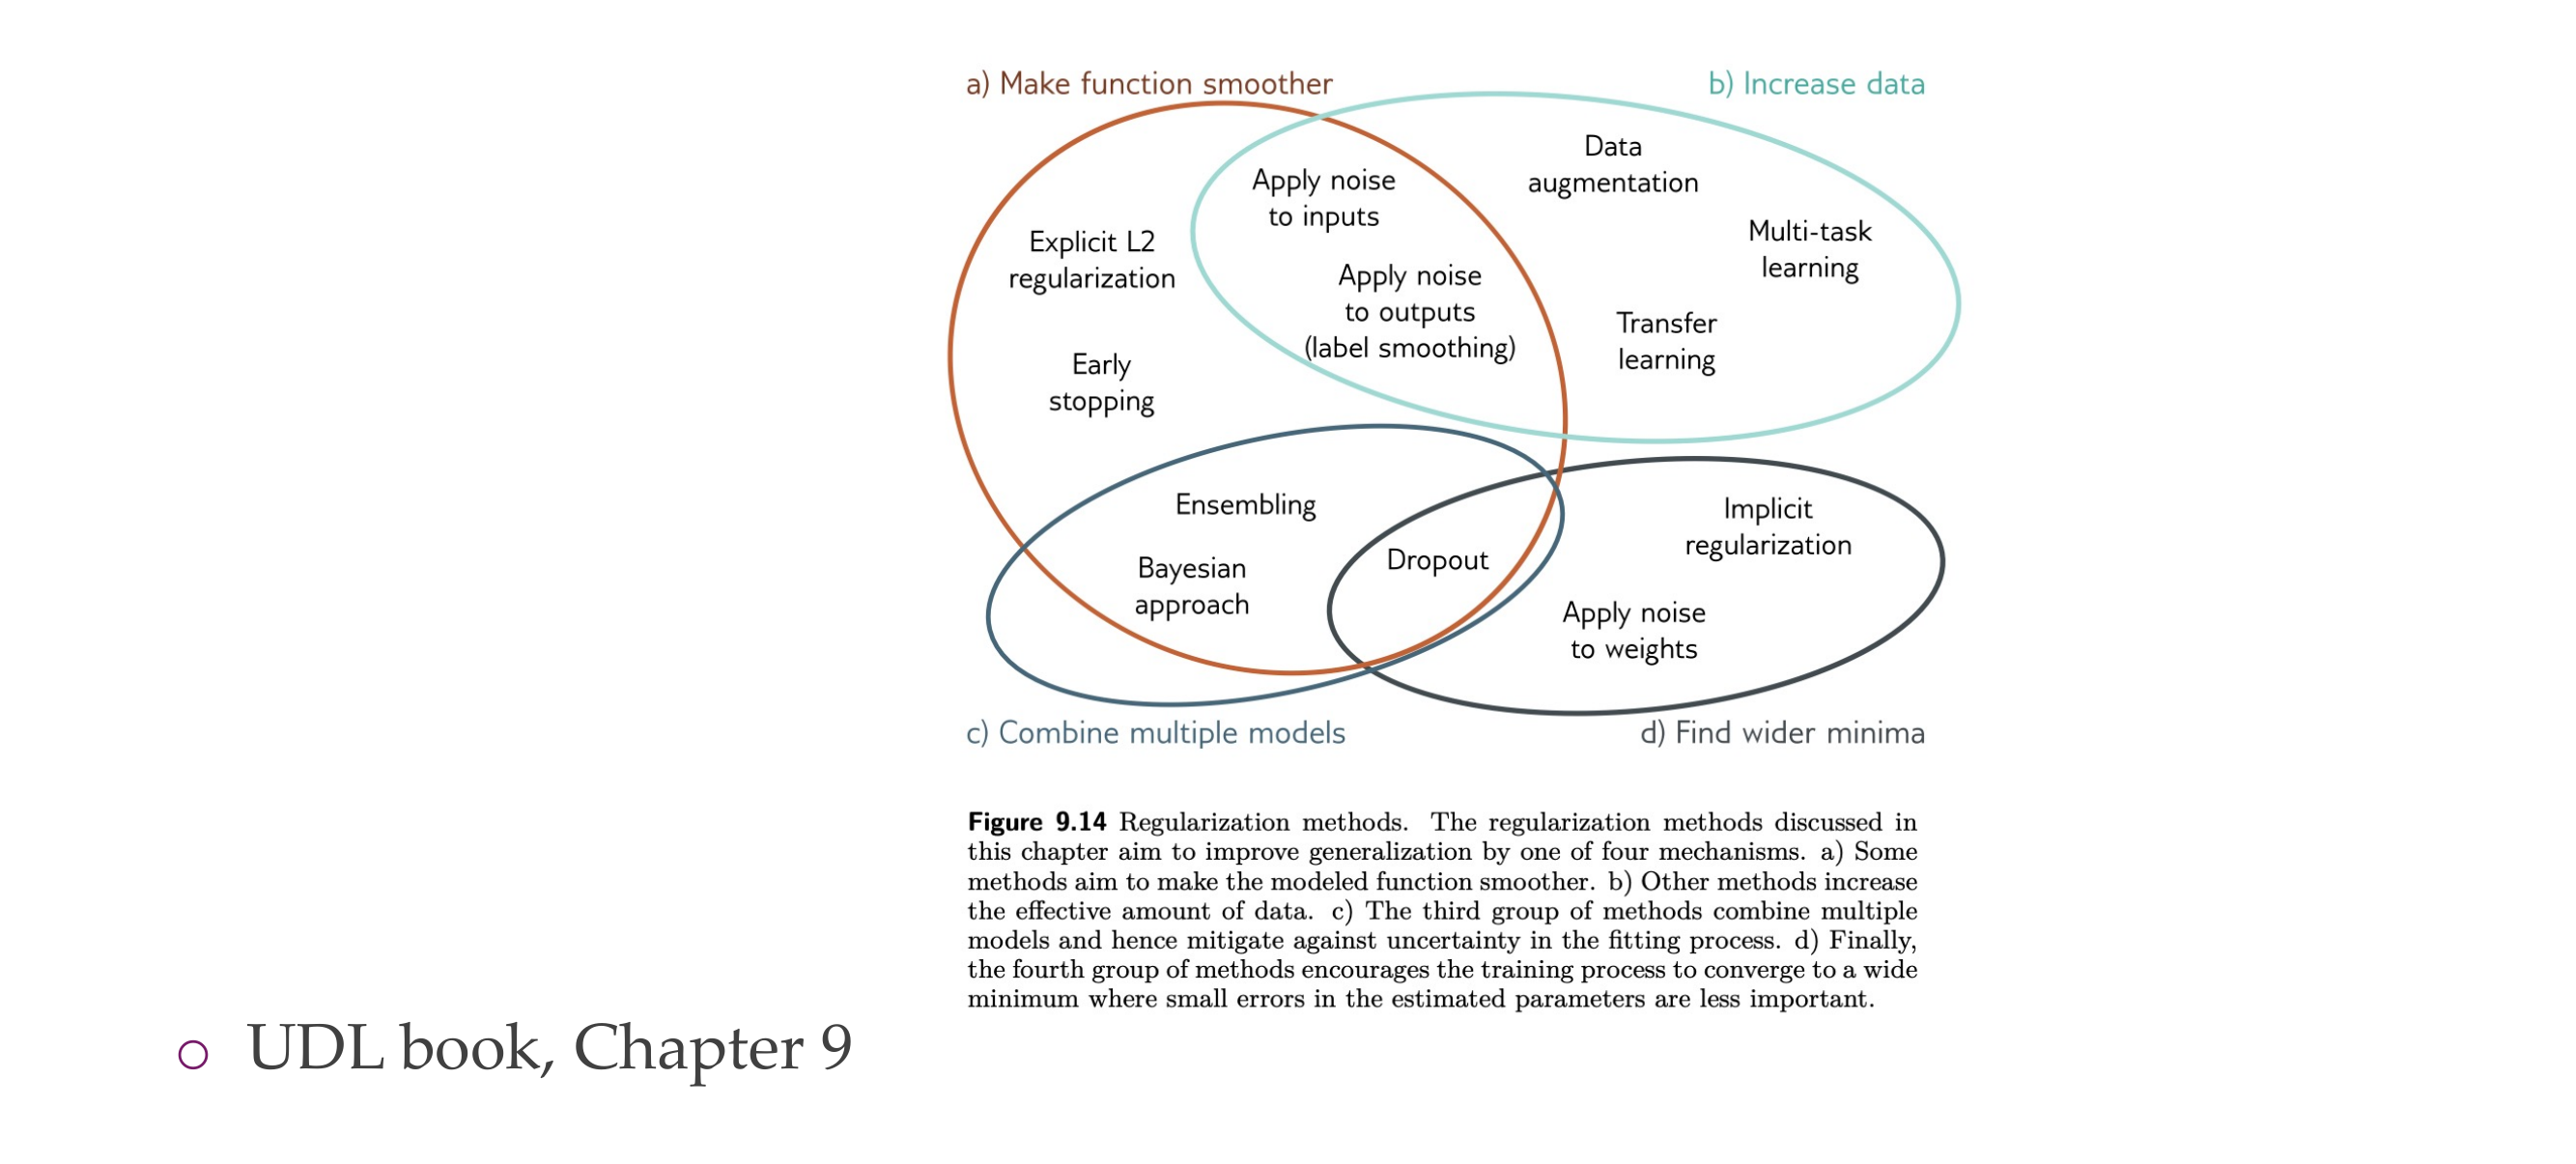 a) Make function smoother
b) Increase data
Data
augmentation
Apply noise
to inputs
Multi-task
learning
Explicit L2
regularization
Apply noise
to outputs
(label smoothing)
Transfer
learning
Early
stopping
Ensembling
Implicit
regularization
Dropout
Bayesian
approach
Apply noise
to weights
c) Combine multiple models
d) Find wider minima
Figure 9.14 Regularization methods. The regularization methods discussed in
this chapter aim to improve generalization by one of four mechanisms. a) Some
methods aim to make the modeled function smoother. b) Other methods increase
the effective amount of data. c) The third group of methods combine multiple
models and hence mitigate against uncertainty in the fitting process. d) Finally,
the fourth group of methods encourages the training process to converge to a wide
minimum where small errors in the estimated parameters are less important.
UDL book, Chapter 9